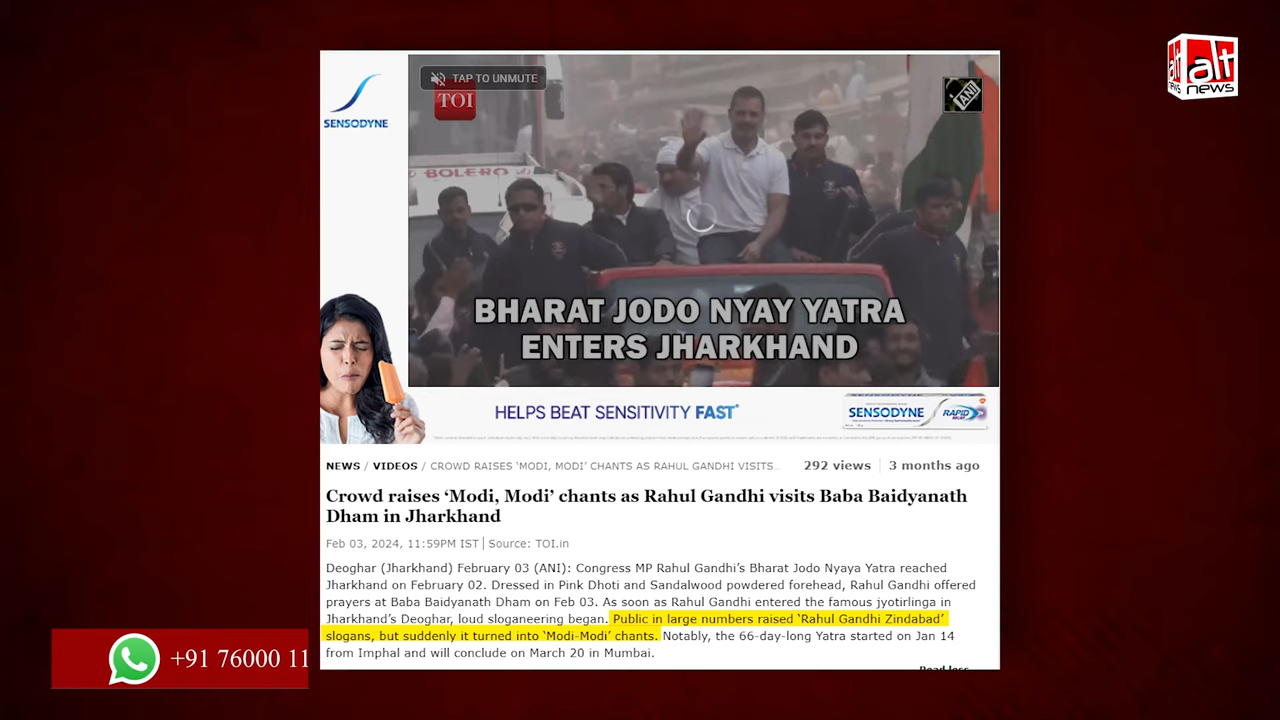 TAP TO UNMUTE
TOI
ANI
alt
news
SENSODYNE
BOLERO
BHARAT JODO NYAY YATRA
ENTERS JHARKHAND
HELPS BEAT SENSITIVITY FAST*
SENSODYNE RAPID
NEWS / VIDEOS / CROWD RAISES ‘MODI, MODI’ CHANTS AS RAHUL GANDHI VISITS... 292 views 3 months ago
Crowd raises ‘Modi, Modi’ chants as Rahul Gandhi visits Baba Baidyanath
Dham in Jharkhand
Feb 03, 2024, 11:59PM IST | Source: TOI.in
Deoghar (Jharkhand) February 03 (ANI): Congress MP Rahul Gandhi’s Bharat Jodo Nyaya Yatra reached
Jharkhand on February 02. Dressed in Pink Dhoti and Sandalwood powdered forehead, Rahul Gandhi offered
prayers at Baba Baidyanath Dham on Feb 03. As soon as Rahul Gandhi entered the famous jyotirlinga in
Jharkhand’s Deoghar, loud sloganeering began. Public in large numbers raised ‘Rahul Gandhi Zindabad’
slogans, but suddenly it turned into ‘Modi-Modi’ chants. Notably, the 66-day-long Yatra started on Jan 14
from Imphal and will conclude on March 20 in Mumbai.
Read less
+91 76000 11